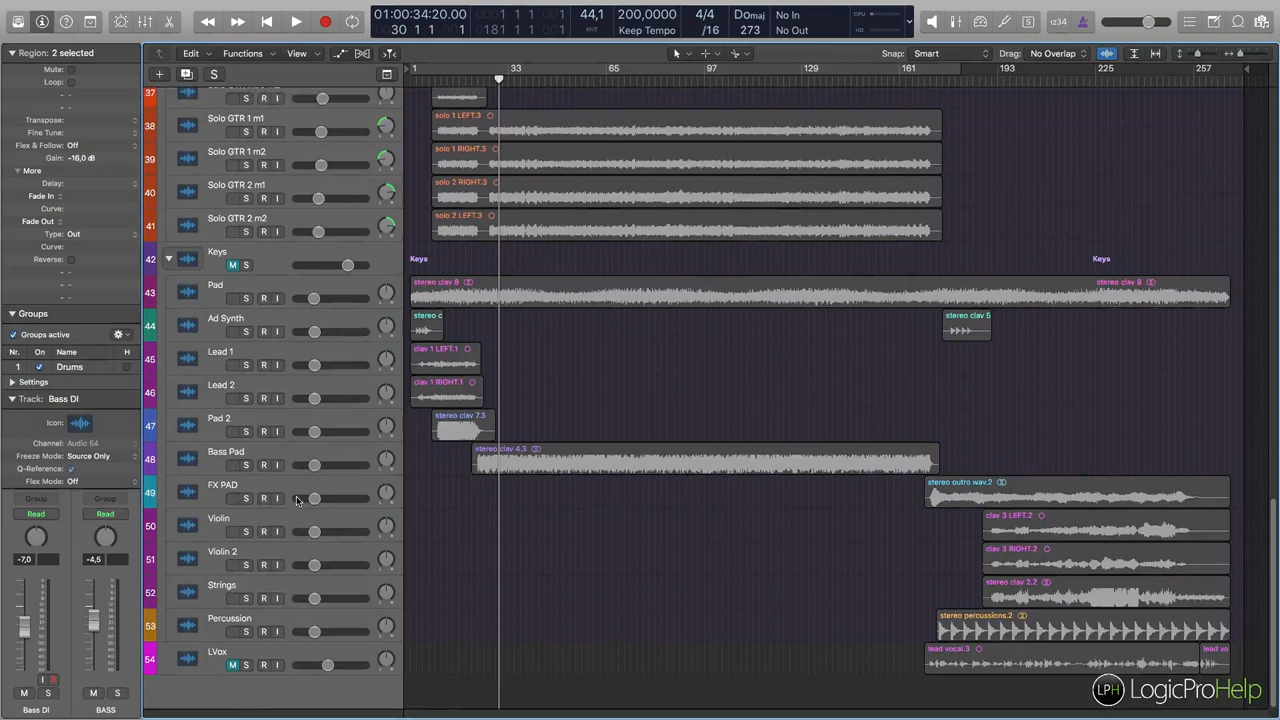 01:00:34:20.00
30 1 1 1
0001 1 1 1
0181 1 1 1
44,1
200,0000
Keep Tempo
4/4
/16
DOmaj
273
No In
No Out
CPU
1234
Region: 2 selected
Edit
Functions
View
Snap: Smart
Drag: No Overlap
Mute:
Loop:
Transpose:
Fine Tune:
Flex & Follow: Off
Gain: -16,0 dB
More
Delay:
Fade In
Curve:
Fade Out
Type: Out
Curve:
Reverse:
Groups
Groups active
Nr. On Name H
1 Drums
Settings
Track: Bass DI
Icon:
Channel: Audio 54
Freeze Mode: Source Only
Q-Reference:
Flex Mode: Off
Group Group
Read Read
-7,0 -4,5
I R
M S M S
Bass DI BASS
S
1 33 65 97 129 161 193 225 257
37 S R I
38 Solo GTR 1 m1 S R I solo 1 LEFT.3
39 Solo GTR 1 m2 S R I solo 1 RIGHT.3
40 Solo GTR 2 m1 S R I solo 2 RIGHT.3
41 Solo GTR 2 m2 S R I solo 2 LEFT.3
42 Keys M S Keys Keys
43 Pad S R I stereo clav 8 stereo clav 8
44 Ad Synth S R I stereo c stereo clav 5
45 Lead 1 S R I clav 1 LEFT.1
46 Lead 2 S R I clav 1 RIGHT.1
47 Pad 2 S R I stereo clav 7.3
48 Bass Pad S R I stereo clav 4.3
49 FX PAD S R I stereo outro wav.2
50 Violin S R I clav 3 LEFT.2
51 Violin 2 S R I clav 3 RIGHT.2
52 Strings S R I stereo clav 2.2
53 Percussion S R I stereo percussions.2
54 LVox M S R I lead vocal.3 lead vo
LPH LogicProHelp